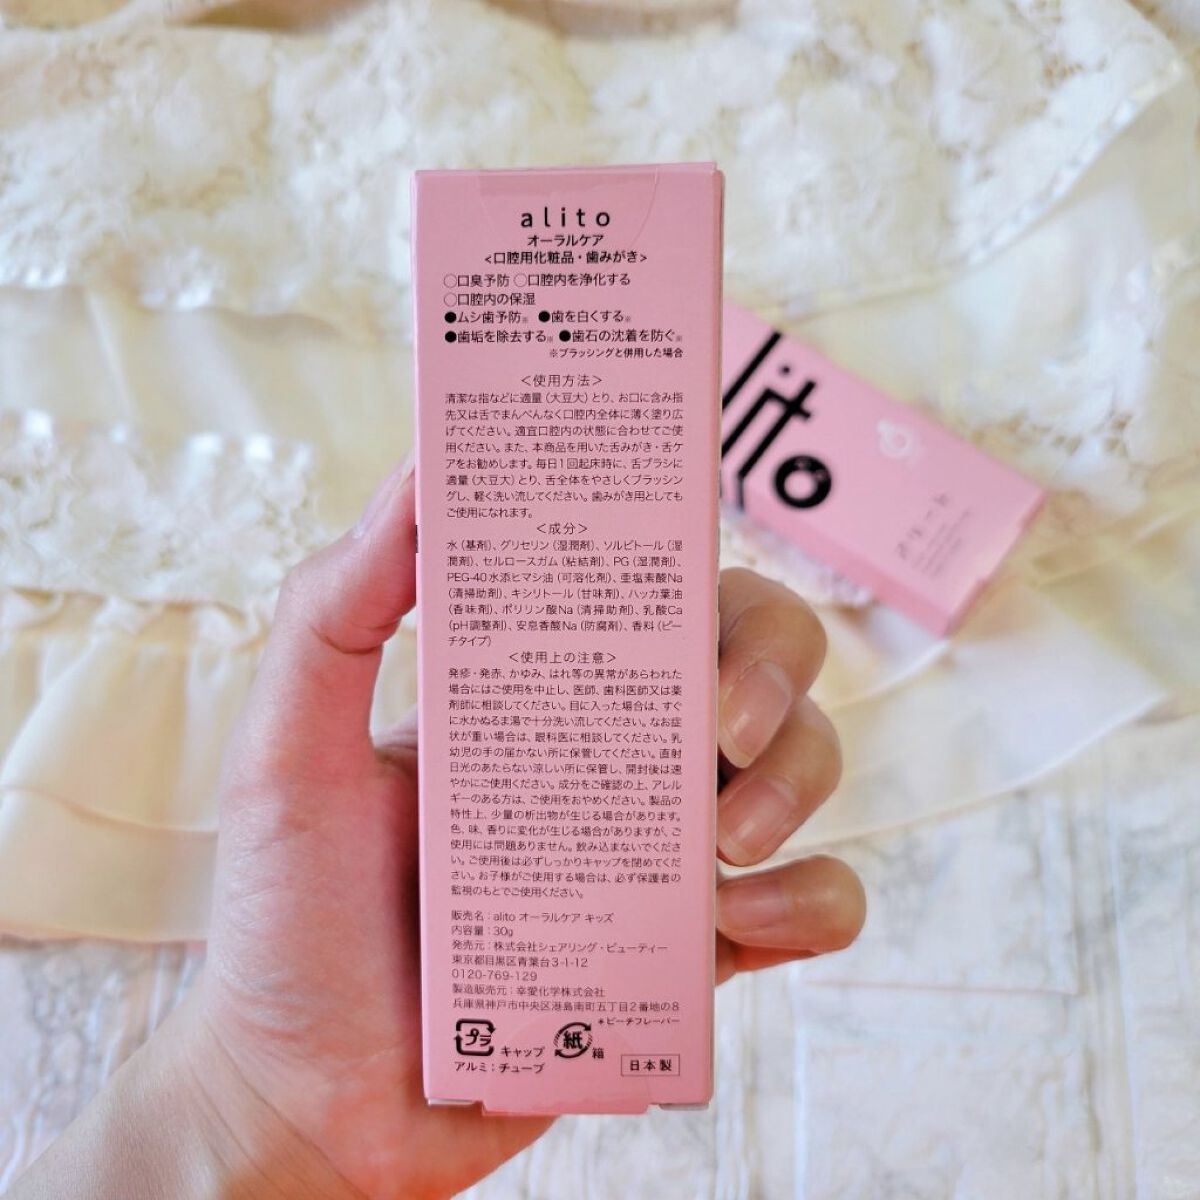 alito
オーラルケア
<口腔用化粧品・歯みがき>
○口臭予防 ○口腔内を浄化する
○口腔内の保湿
●ムシ歯予防※ ●歯を白くする※
●歯垢を除去する※ ●歯石の沈着を防ぐ※
※ブラッシングと併用した場合
<使用方法>
清潔な指などに適量(大豆大)とり、お口に含み指
先又は舌でまんべんなく口腔内全体に薄く塗り広
げてください。適宜口腔内の状態に合わせてご使
用ください。また、本商品を用いた舌みがき・舌ケ
アをお勧めします。毎日1回起床時に、舌ブラシに
適量(大豆大)とり、舌全体をやさしくブラッシン
グし、軽く洗い流してください。歯みがき用としても
ご使用になれます。
<成分>
水(基剤)、グリセリン(湿潤剤)、ソルビトール(湿
潤剤)、セルロースガム(粘結剤)、PG(湿潤剤)、
PEG-40水添ヒマシ油(可溶化剤)、亜塩素酸Na
(清掃助剤)、キシリトール(甘味剤)、ハッカ葉油
(香味剤)、ポリリン酸Na(清掃助剤)、乳酸Ca
(pH調整剤)、安息香酸Na(防腐剤)、香料(ピー
チタイプ)
<使用上の注意>
発疹・発赤、かゆみ、はれ等の異常があらわれた
場合にはご使用を中止し、医師、歯科医師又は薬
剤師に相談してください。目に入った場合は、すぐ
に水かぬるま湯で十分洗い流してください。なお症
状が重い場合は、眼科医に相談してください。乳
幼児の手の届かない所に保管してください。直射
日光のあたらない涼しい所に保管し、開封後は速
やかにご使用ください。成分をご確認の上、アレル
ギーのある方は、ご使用をおやめください。製品の
特性上、少量の析出物が生じる場合があります。
色、味、香りに変化が生じる場合がありますが、ご
使用には問題ありません。飲み込まないでくださ
い。ご使用後は必ずしっかりキャップを閉めてくだ
さい。お子様がご使用する場合は、必ず保護者の
監視のもとでご使用ください。
販売名:alito オーラルケア キッズ
内容量:30g
発売元:株式会社シェアリング・ビューティー
東京都目黒区青葉台3-1-12
0120-769-129
製造販売元:幸愛化学株式会社
兵庫県神戸市中央区港島南町五丁目2番地の8
*ピーチフレーバー
プラ キャップ 紙 箱
アルミ:チューブ 日本製
lito